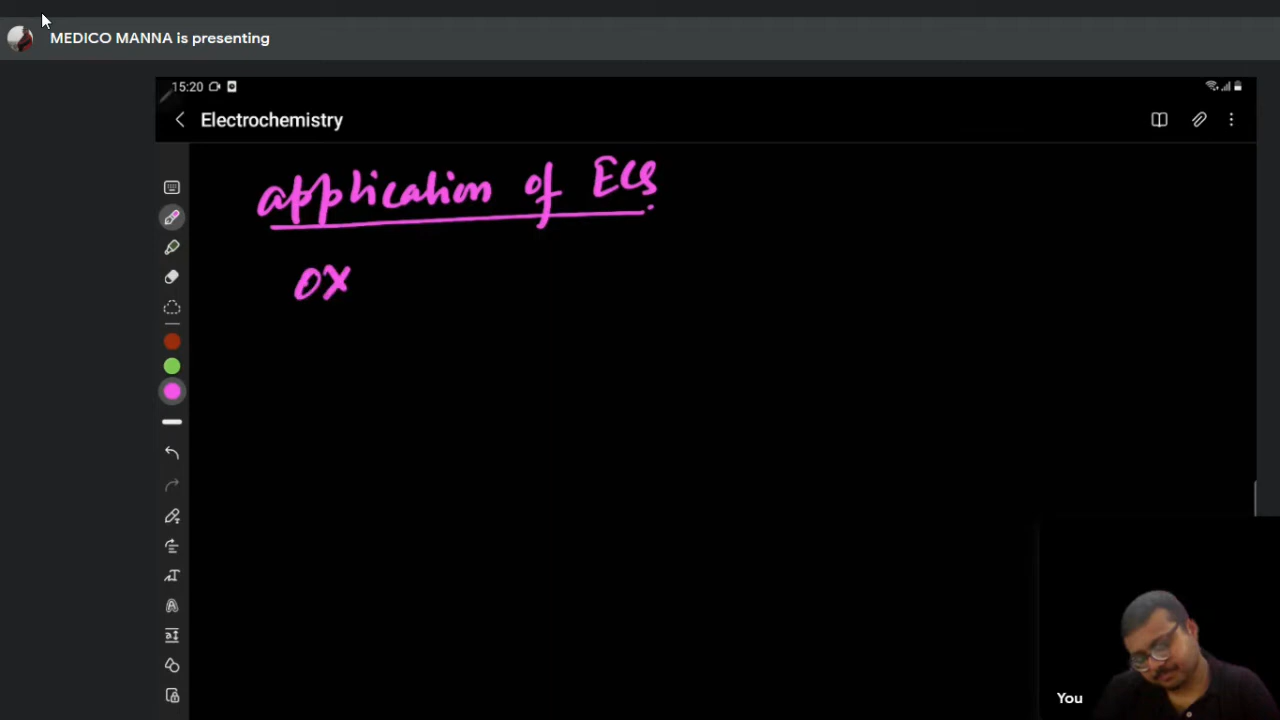 MEDICO MANNA is presenting
15:20
Electrochemistry
application of ECS
OX
You